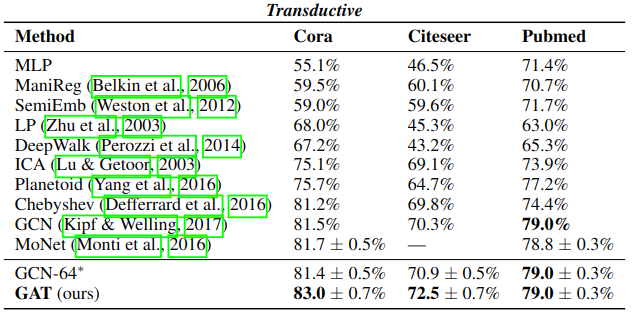 Transductive
Method Cora Citeseer Pubmed
MLP 55.1% 46.5% 71.4%
ManiReg (Belkin et al., 2006) 59.5% 60.1% 70.7%
SemiEmb (Weston et al., 2012) 59.0% 59.6% 71.7%
LP (Zhu et al., 2003) 68.0% 45.3% 63.0%
DeepWalk (Perozzi et al., 2014) 67.2% 43.2% 65.3%
ICA (Lu & Getoor, 2003) 75.1% 69.1% 73.9%
Planetoid (Yang et al., 2016) 75.7% 64.7% 77.2%
Chebyshev (Defferrard et al., 2016) 81.2% 69.8% 74.4%
GCN (Kipf & Welling, 2017) 81.5% 70.3% 79.0%
MoNet (Monti et al., 2016) 81.7 ± 0.5% — 78.8 ± 0.3%
GCN-64* 81.4 ± 0.5% 70.9 ± 0.5% 79.0 ± 0.3%
GAT (ours) 83.0 ± 0.7% 72.5 ± 0.7% 79.0 ± 0.3%